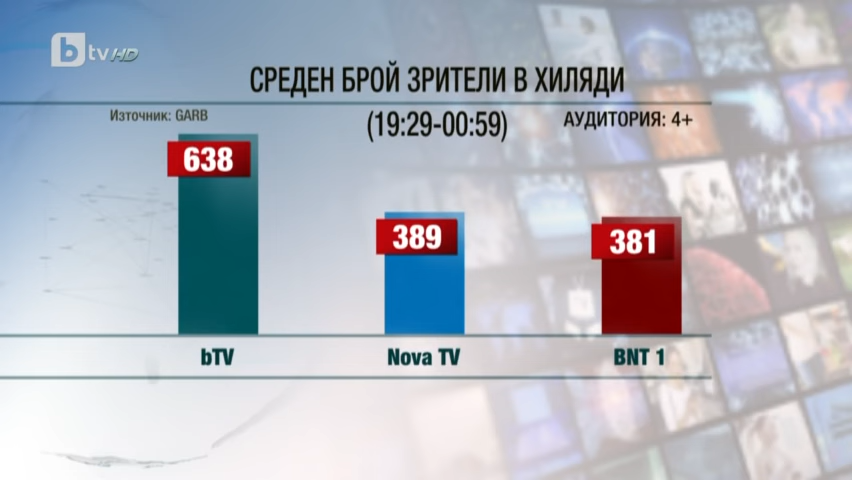 btv HD
СРЕДЕН БРОЙ ЗРИТЕЛИ В ХИЛЯДИ
Източник: GARB
(19:29-00:59)
АУДИТОРИЯ: 4+
638
389
381
bTV
Nova TV
BNT 1